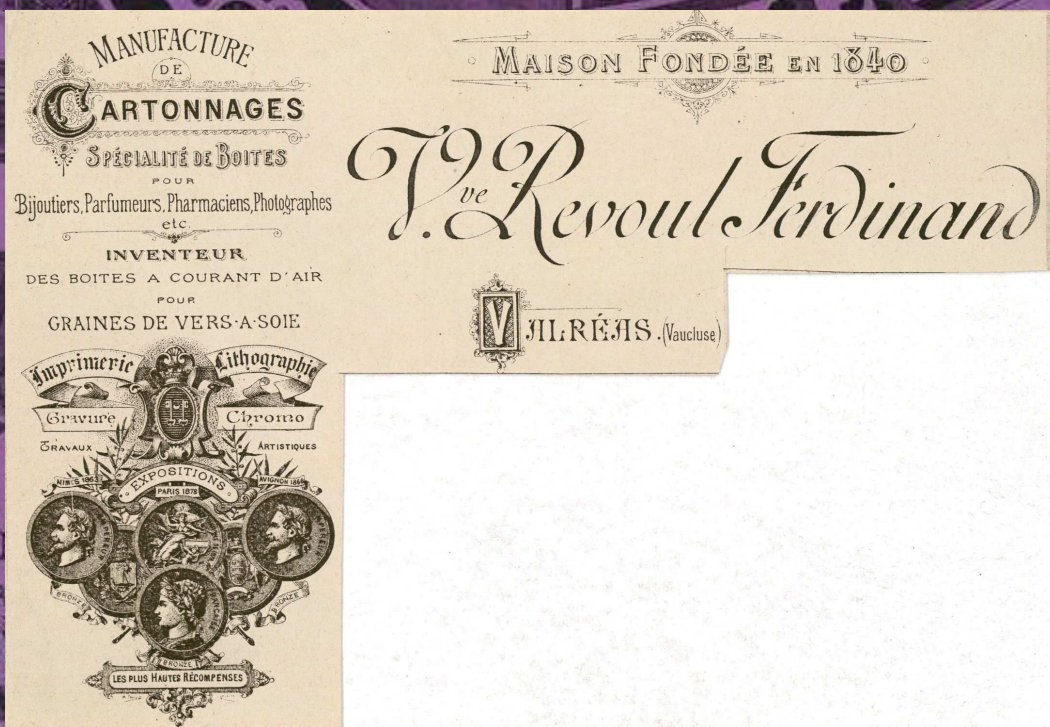 MANUFACTURE
DE
CARTONNAGES
SPÉCIALITÉ DE BOITES
POUR
Bijoutiers, Parfumeurs, Pharmaciens, Photographes
etc
INVENTEUR
DES BOITES A COURANT D'AIR
POUR
GRAINES DE VERS-A-SOIE
Imprimerie Lithographie
Gravure Chromo
TRAVAUX ARTISTIQUES
EXPOSITIONS
NIMES 1863 PARIS 1878 AVIGNON
BRONZE BRONZE
BRONZE
LES PLUS HAUTES RÉCOMPENSES
MAISON FONDÉE EN 1840
Vve Revoul Ferdinand
VALRÉAS. (Vaucluse)